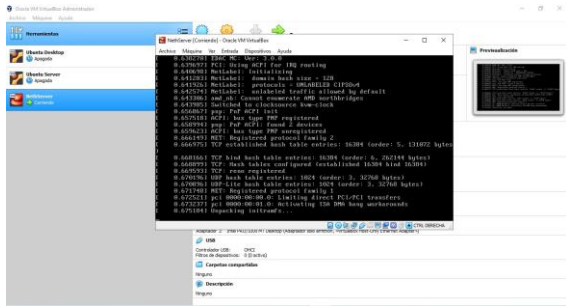 Oracle VM VirtualBox Administrador
Archivo Máquina Ayuda
Herramientas
Ubuntu Desktop
Apagada
Ubuntu Server
Apagada
NethServer
Corriendo
NethServer [Corriendo] - Oracle VM VirtualBox
Archivo Máquina Ver Entrada Dispositivos Ayuda
[ 0.638270] EDAC MC: Ver: 3.0.0
[ 0.639697] PCI: Using ACPI for IRQ routing
[ 0.640698] NetLabel: Initializing
[ 0.641283] NetLabel: domain hash size = 128
[ 0.641926] NetLabel: protocols = UNLABELED CIPSOv4
[ 0.642574] NetLabel: unlabeled traffic allowed by default
[ 0.643306] amd_nb: Cannot enumerate AMD northbridges
[ 0.643985] Switched to clocksource kvm-clock
[ 0.656867] pnp: PnP ACPI init
[ 0.657518] ACPI: bus type PNP registered
[ 0.658994] pnp: PnP ACPI: found 2 devices
[ 0.659623] ACPI: bus type PNP unregistered
[ 0.666149] NET: Registered protocol family 2
[ 0.666975] TCP established hash table entries: 16384 (order: 5, 131072 bytes
[ 0.668166] TCP bind hash table entries: 16384 (order: 6, 262144 bytes)
[ 0.668899] TCP: Hash tables configured (established 16384 bind 16384)
[ 0.669593] TCP: reno registered
[ 0.670196] UDP hash table entries: 1024 (order: 3, 32768 bytes)
[ 0.670896] UDP-Lite hash table entries: 1024 (order: 3, 32768 bytes)
[ 0.671740] NET: Registered protocol family 1
[ 0.672521] pci 0000:00:00.0: Limiting direct PCI/PCI transfers
[ 0.673237] pci 0000:00:01.0: Activating ISA DMA hang workarounds
[ 0.675184] Unpacking initramfs...
CTRL DERECHA
Previsualización
USB
Controlador USB: OHCI
Filtros de dispositivos: 0 (0 activo)
Carpetas compartidas
Ninguno
Descripción
Ninguno